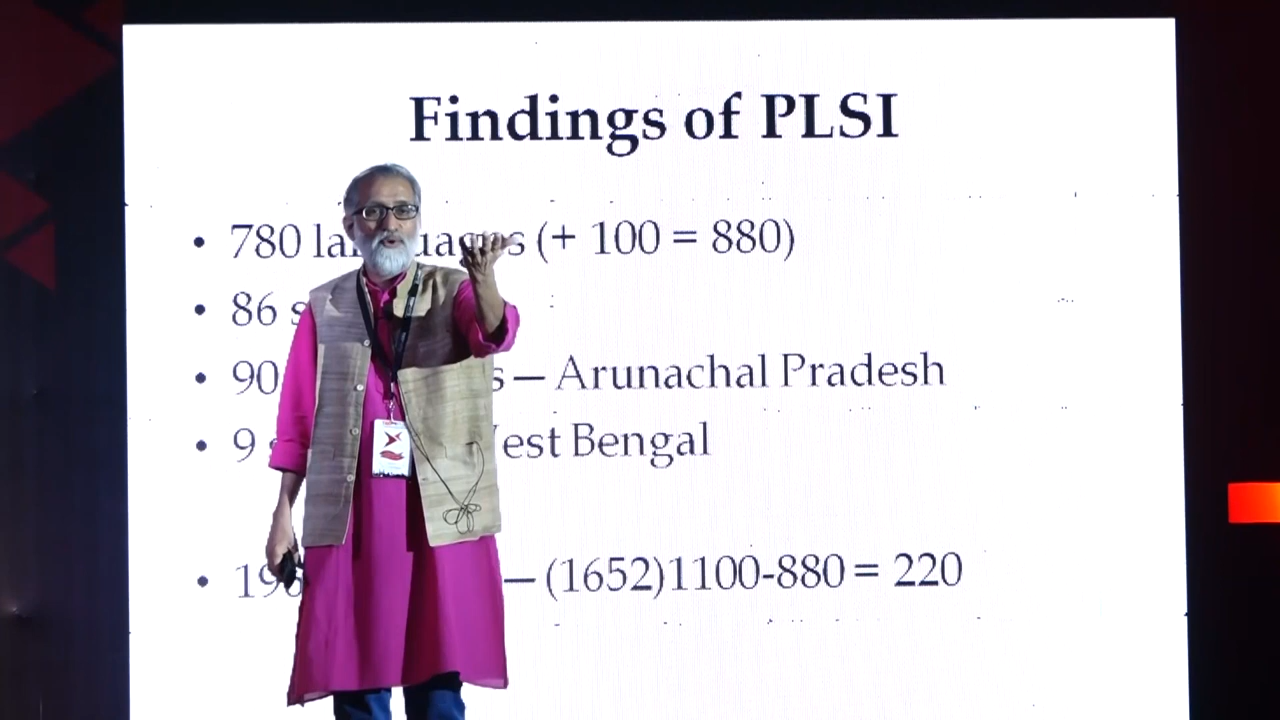 Findings of PLSI
• 780 languages (+ 100 = 880)
• 86
• 90 – Arunachal Pradesh
• 9 West Bengal
• – (1652)1100-880 = 220